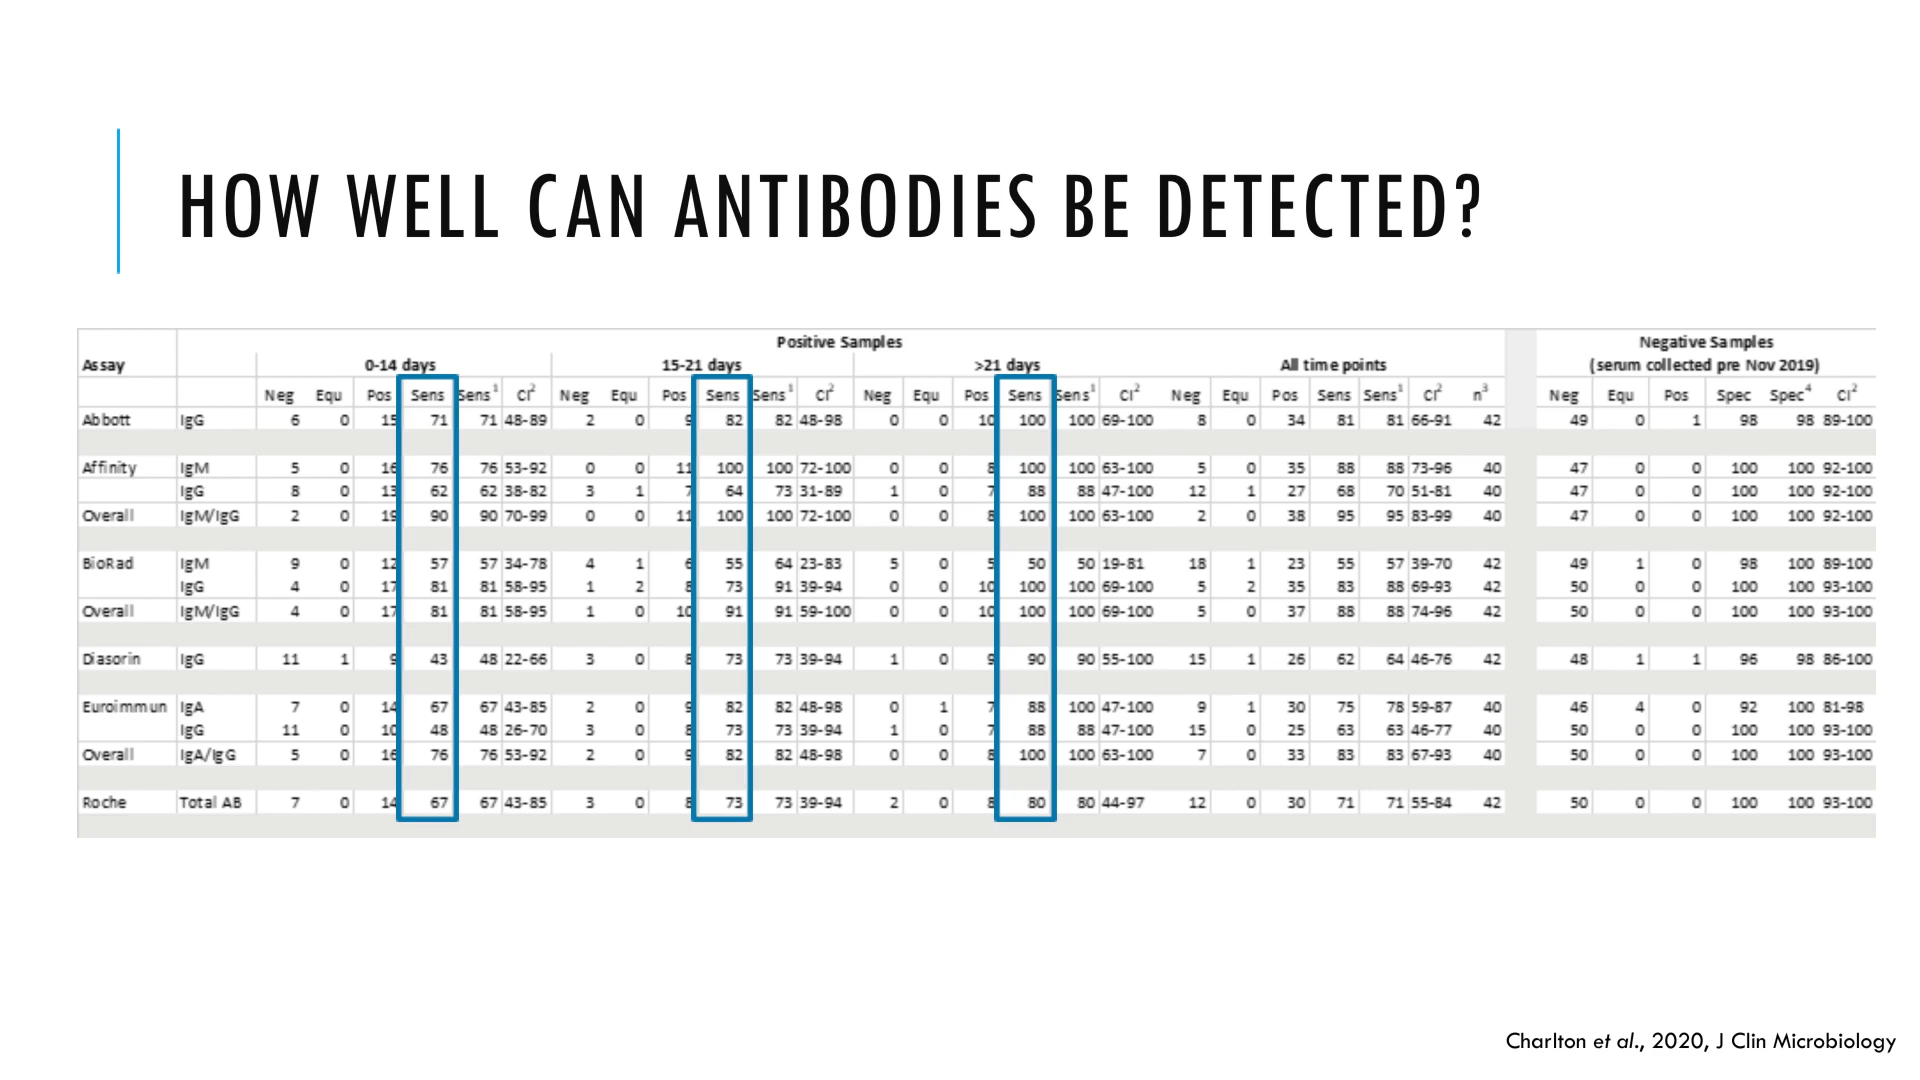 HOW WELL CAN ANTIBODIES BE DETECTED?
Positive Samples Negative Samples
Assay 0-14 days 15-21 days >21 days All time points (serum collected pre Nov 2019)
Neg Equ Pos Sens Sens¹ CI² Neg Equ Pos Sens Sens¹ CI² Neg Equ Pos Sens Sens¹ CI² Neg Equ Pos Sens Sens¹ CI² n³ Neg Equ Pos Spec Spec⁴ CI²
Abbott IgG 6 0 15 71 71 48-89 2 0 9 82 82 48-98 0 0 10 100 100 69-100 8 0 34 81 81 66-91 42 49 0 1 98 98 89-100
Affinity IgM 5 0 16 76 76 53-92 0 0 11 100 100 72-100 0 0 8 100 100 63-100 5 0 35 88 88 73-96 40 47 0 0 100 100 92-100
IgG 8 0 13 62 62 38-82 3 1 7 64 73 31-89 1 0 7 88 88 47-100 12 1 27 68 70 51-81 40 47 0 0 100 100 92-100
Overall IgM/IgG 2 0 19 90 90 70-99 0 0 11 100 100 72-100 0 0 8 100 100 63-100 2 0 38 95 95 83-99 40 47 0 0 100 100 92-100
BioRad IgM 9 0 12 57 57 34-78 4 1 6 55 64 23-83 5 0 5 50 50 19-81 18 1 23 55 57 39-70 42 49 1 0 98 100 89-100
IgG 4 0 17 81 81 58-95 1 2 8 73 91 39-94 0 0 10 100 100 69-100 5 2 35 83 88 69-93 42 50 0 0 100 100 93-100
Overall IgM/IgG 4 0 17 81 81 58-95 1 0 10 91 91 59-100 0 0 10 100 100 69-100 5 0 37 88 88 74-96 42 50 0 0 100 100 93-100
Diasorin IgG 11 1 9 43 48 22-66 3 0 8 73 73 39-94 1 0 9 90 90 55-100 15 1 26 62 64 46-76 42 48 1 1 96 98 86-100
Euroimmun IgA 7 0 14 67 67 43-85 2 0 9 82 82 48-98 0 1 7 88 100 47-100 9 1 30 75 78 59-87 40 46 4 0 92 100 81-98
IgG 11 0 10 48 48 26-70 3 0 8 73 73 39-94 1 0 7 88 88 47-100 15 0 25 63 63 46-77 40 50 0 0 100 100 93-100
Overall IgA/IgG 5 0 16 76 76 53-92 2 0 9 82 82 48-98 0 0 8 100 100 63-100 7 0 33 83 83 67-93 40 50 0 0 100 100 93-100
Roche Total AB 7 0 14 67 67 43-85 3 0 8 73 73 39-94 2 0 8 80 80 44-97 12 0 30 71 71 55-84 42 50 0 0 100 100 93-100
Charlton et al., 2020, J Clin Microbiology